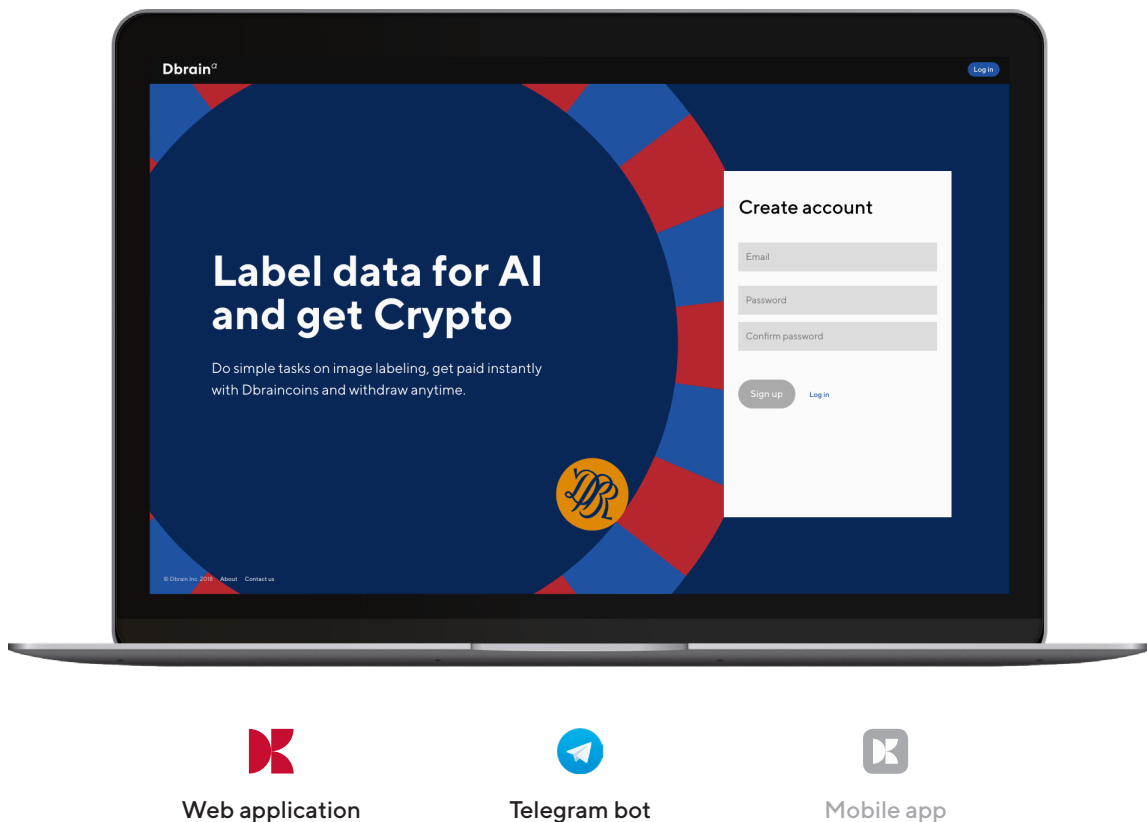 Dbrainα
Log in
Label data for AI
and get Crypto
Do simple tasks on image labeling, get paid instantly
with Dbraincoins and withdraw anytime.
Create account
Email
Password
Confirm password
Sign up
Log in
DBR
© Dbrain Inc. 2018 About Contact us
Web application
Telegram bot
Mobile app